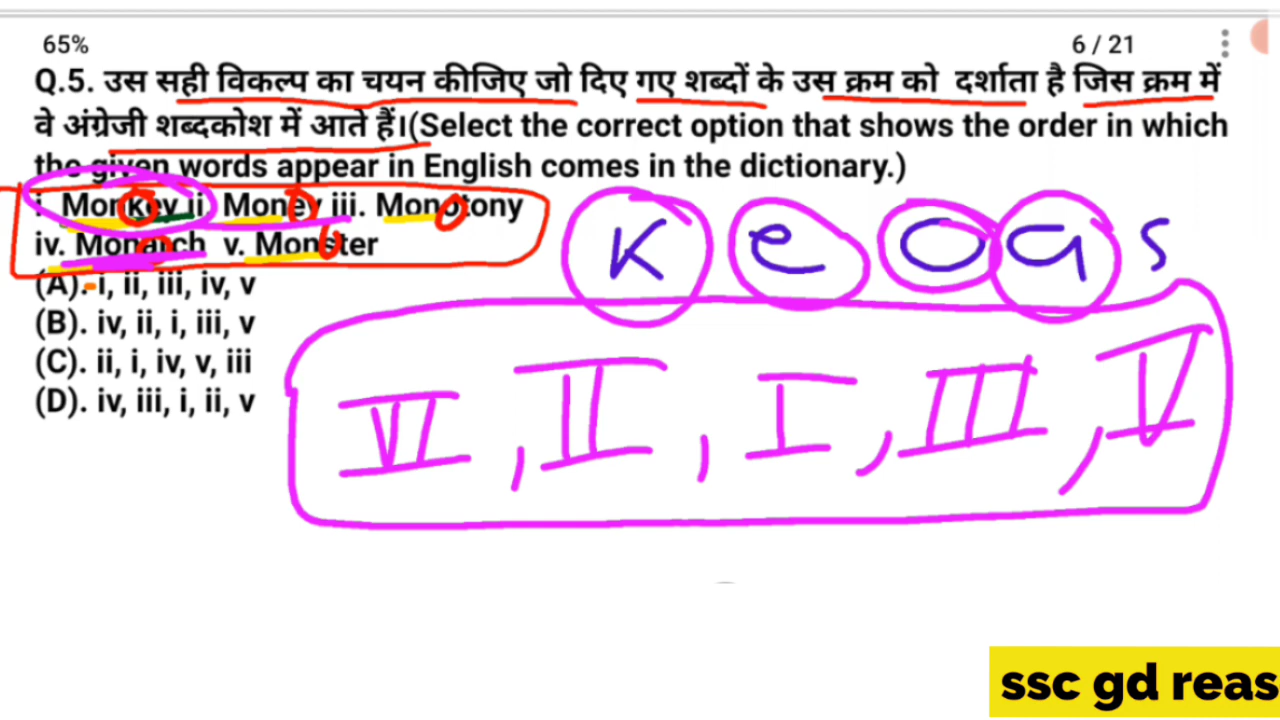 65%
6 / 21
Q.5. उस सही विकल्प का चयन कीजिए जो दिए गए शब्दों के उस क्रम को दर्शाता है जिस क्रम में
वे अंग्रेजी शब्दकोश में आते हैं।(Select the correct option that shows the order in which
the given words appear in English comes in the dictionary.)
i. Monkey ii. Money iii. Monotony
iv. Monarch v. Monster
K e o a s
(A). i, ii, iii, iv, v
(B). iv, ii, i, iii, v
(C). ii, i, iv, v, iii
(D). iv, iii, i, ii, v
VI, II, I, III, V
ssc gd reas